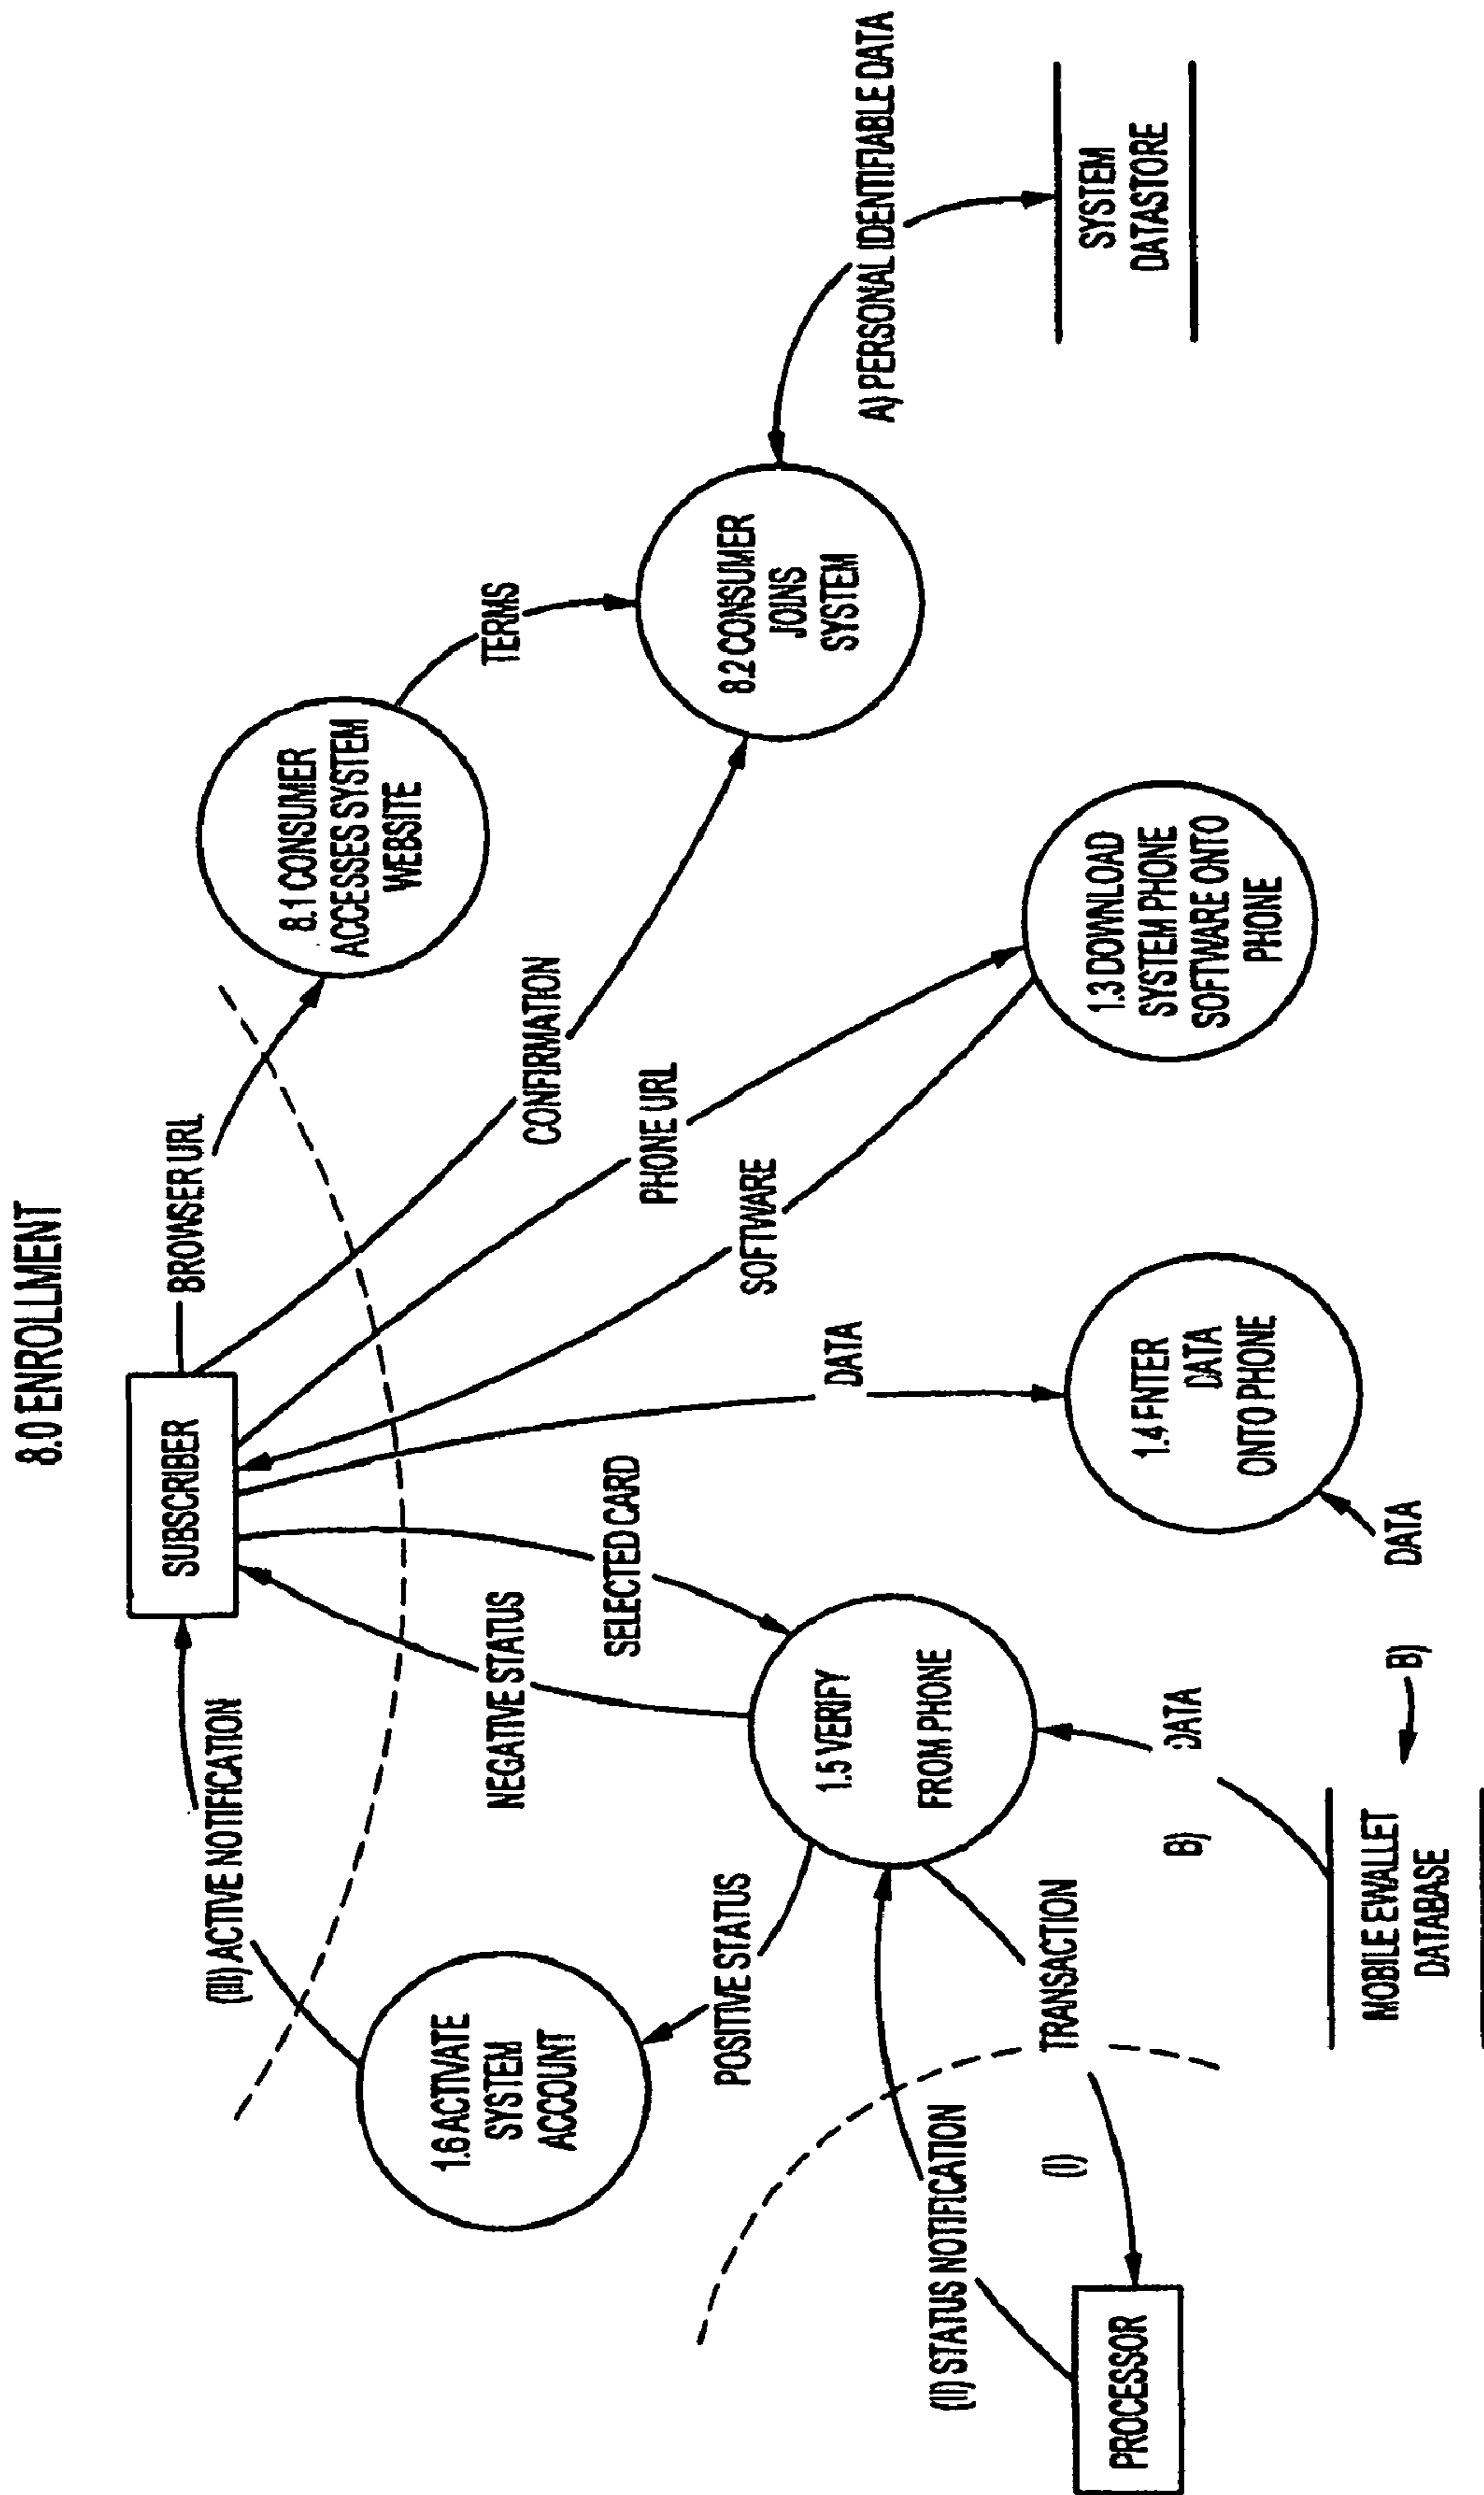 8.0 ENROLLMENT
SUBSCRIBER
BROWSER URL
(III) ACTIVE NOTIFICATION
8.1 CONSUMER
ACCESSES SYSTEM
WEBSITE
TERMS
CONFIRMATION
NEGATIVE STATUS
1.6 ACTIVATE
SYSTEM
ACCOUNT
SELECTED CARD
PHONE URL
SOFTWARE
POSITIVE STATUS
8.2 CONSUMER
JOINS
SYSTEM
DATA
1.5 VERIFY
FROM PHONE
A) PERSONAL IDENTIFIABLE DATA
(II) STATUS NOTIFICATION
TRANSACTION
(I)
PROCESSOR
1.3 DOWNLOAD
SYSTEM PHONE
SOFTWARE ONTO
PHONE
SYSTEM
DATASTORE
1.4 ENTER
DATA
ONTO PHONE
DATA
B)
DATA
B)
MOBILE EWALLET
DATABASE